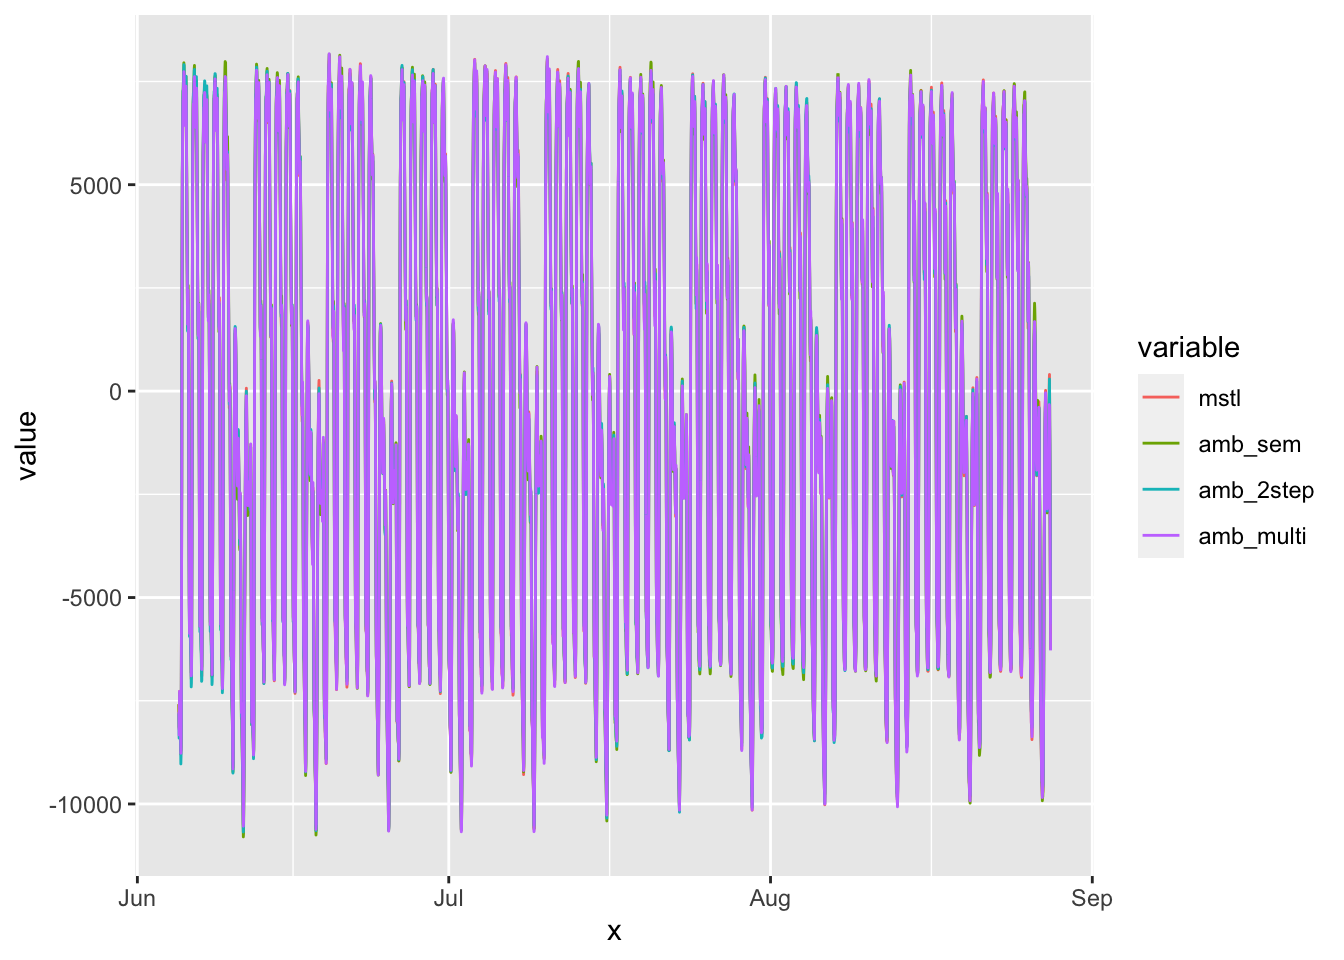 5000
0
-5000
-10000
value
Jun
Jul
Aug
Sep
x
variable
mstl
amb_sem
amb_2step
amb_multi